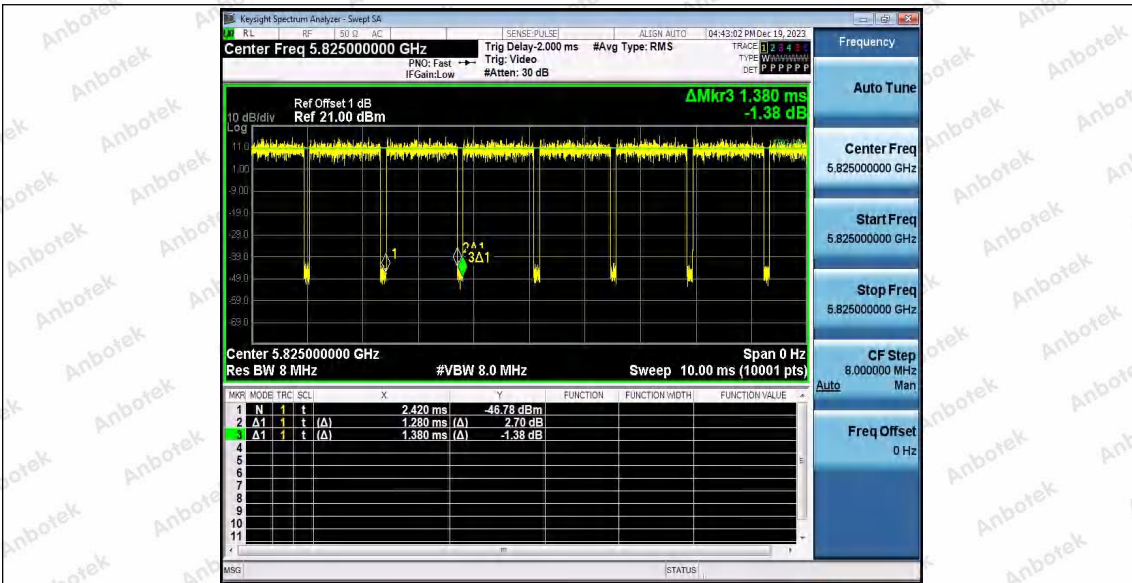 Keysight Spectrum Analyzer - Swept SA
RL RF 50 Ω AC SENSE:PULSE ALIGN AUTO 04:43:02 PM Dec 19, 2023
Center Freq 5.825000000 GHz
PNO: Fast
IFGain:Low
Trig Delay-2.000 ms
Trig: Video
#Atten: 30 dB
#Avg Type: RMS
TRACE 1 2 3 4 5 6
TYPE WWWWWW
DET P P P P P P
ΔMkr3 1.380 ms
-1.38 dB
Ref Offset 1 dB
10 dB/div Ref 21.00 dBm
Log
11.0
1.00
-9.00
-19.0
-29.0
-39.0
-49.0
-59.0
-69.0
1
2Δ1
3Δ1
Center 5.825000000 GHz Span 0 Hz
Res BW 8 MHz #VBW 8.0 MHz Sweep 10.00 ms (10001 pts)
MKR MODE TRC SCL X Y FUNCTION FUNCTION WIDTH FUNCTION VALUE
1 N 1 t 2.420 ms -46.78 dBm
2 Δ1 1 t (Δ) 1.280 ms (Δ) 2.70 dB
3 Δ1 1 t (Δ) 1.380 ms (Δ) -1.38 dB
4
5
6
7
8
9
10
11
MSG STATUS
Frequency
Auto Tune
Center Freq
5.825000000 GHz
Start Freq
5.825000000 GHz
Stop Freq
5.825000000 GHz
CF Step
8.000000 MHz
Auto Man
Freq Offset
0 Hz
Anbotek